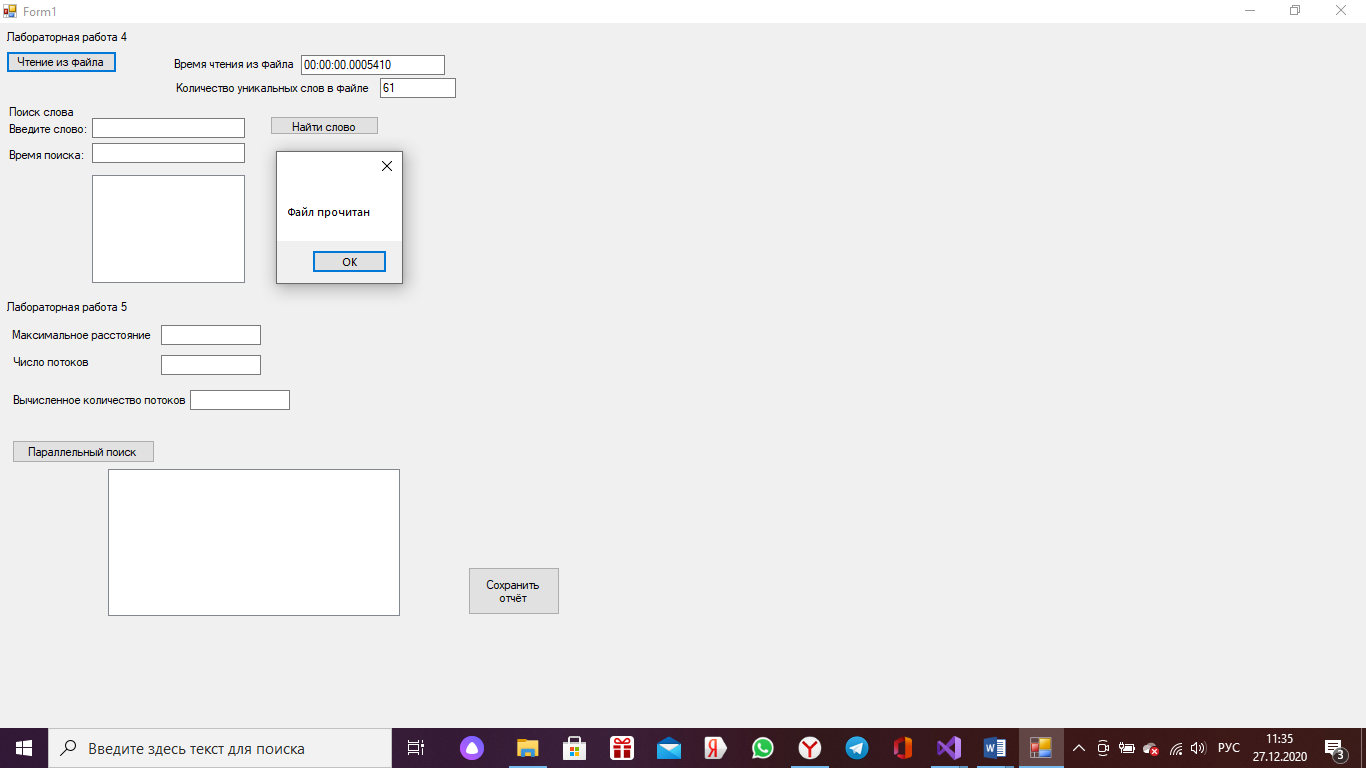 Form1
Лабораторная работа 4
Чтение из файла
Время чтения из файла 00:00:00.0005410
Количество уникальных слов в файле 61
Поиск слова
Введите слово:
Найти слово
Время поиска:
Файл прочитан
OK
Лабораторная работа 5
Максимальное расстояние
Число потоков
Вычисленное количество потоков
Параллельный поиск
Сохранить
отчёт
Введите здесь текст для поиска
РУС
11:35
27.12.2020
3